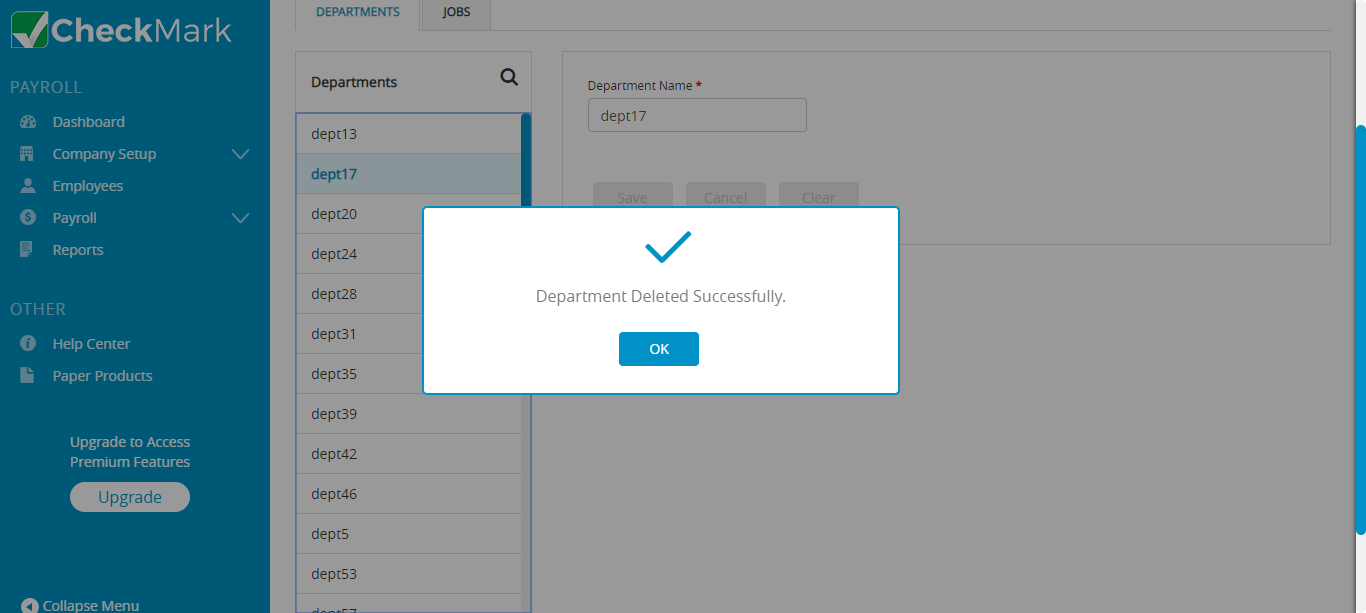 CheckMark
PAYROLL
Dashboard
Company Setup
Employees
Payroll
Reports
OTHER
Help Center
Paper Products
Upgrade to Access
Premium Features
Upgrade
Collapse Menu
DEPARTMENTS
JOBS
Departments
dept13
dept17
dept20
dept24
dept28
dept31
dept35
dept39
dept42
dept46
dept5
dept53
dept57
Department Name *
dept17
Save
Cancel
Clear
Department Deleted Successfully.
OK